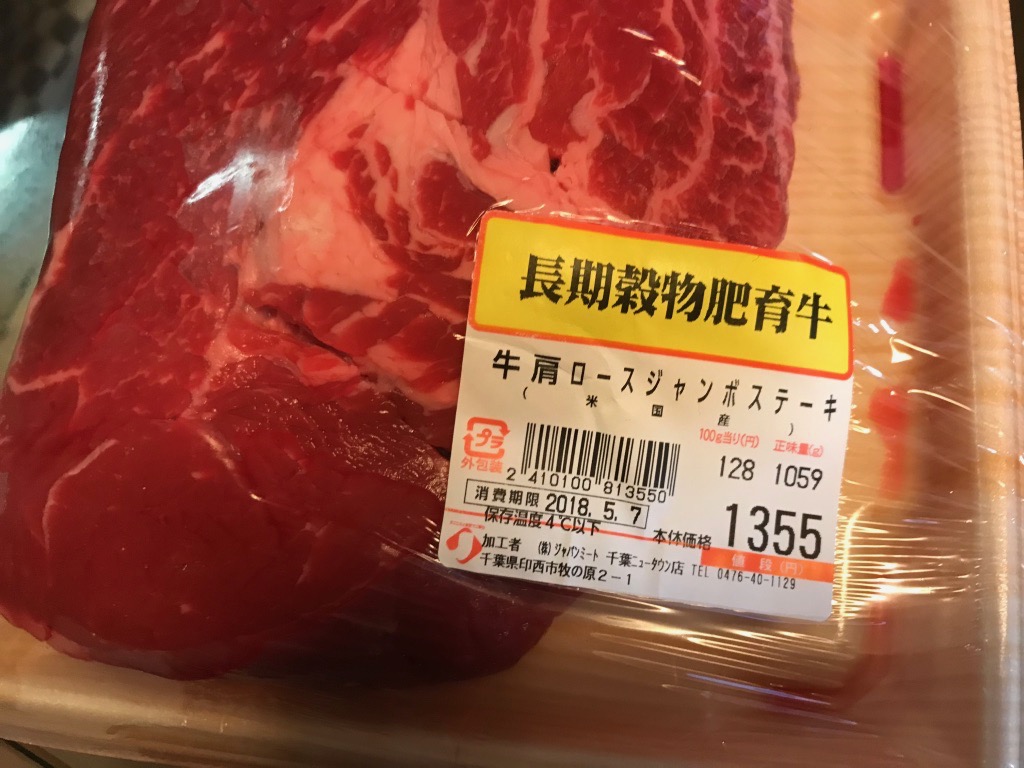 長期穀物肥育牛
牛肩ロースジャンボステーキ
(米国産)
100g当り(円) 正味量(g)
128 1059
プラ
外包装
2 410100 813550
消費期限 2018. 5. 7
保存温度4℃以下
本体価格 1355
値段(円)
加工者 (株)ジャパンミート 千葉ニュータウン店 TEL 0476-40-1129
千葉県印西市牧の原2-1